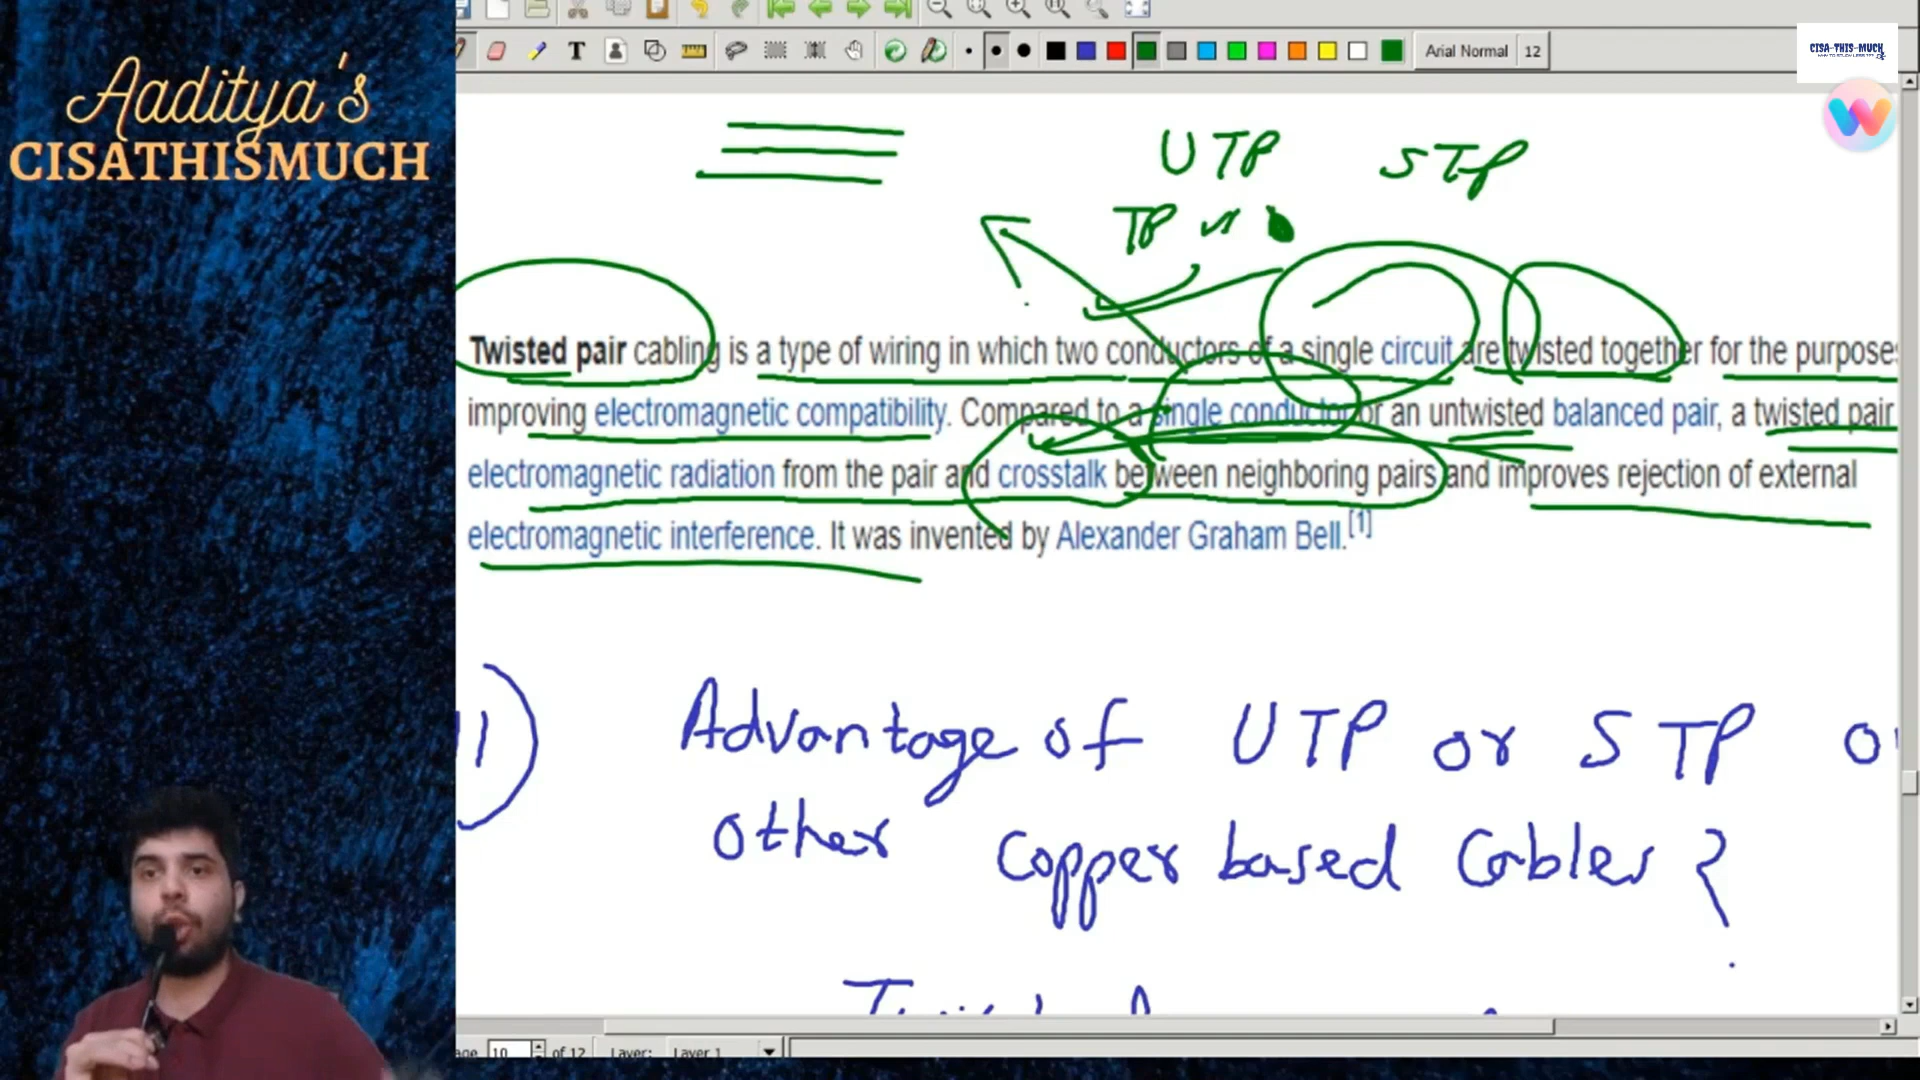 Aaditya's
CISATHISMUCH
Arial Normal 12
CISA-THIS-MUCH
UTP STP
TP
Twisted pair cabling is a type of wiring in which two conductors of a single circuit are twisted together for the purposes
improving electromagnetic compatibility. Compared to a single conductor or an untwisted balanced pair, a twisted pair
electromagnetic radiation from the pair and crosstalk between neighboring pairs and improves rejection of external
electromagnetic interference. It was invented by Alexander Graham Bell.[1]
11) Advantage of UTP or STP
other Copper based Cables ?
10 of 12 Layer: Layer 1